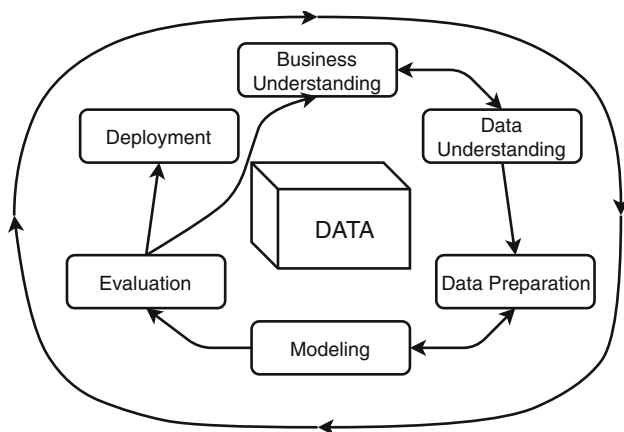 Business
Understanding
Deployment
Data
Understanding
DATA
Evaluation
Data Preparation
Modeling